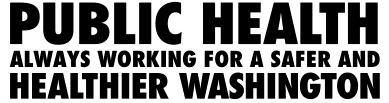 PUBLIC HEALTH
ALWAYS WORKING FOR A SAFER AND
HEALTHIER WASHINGTON